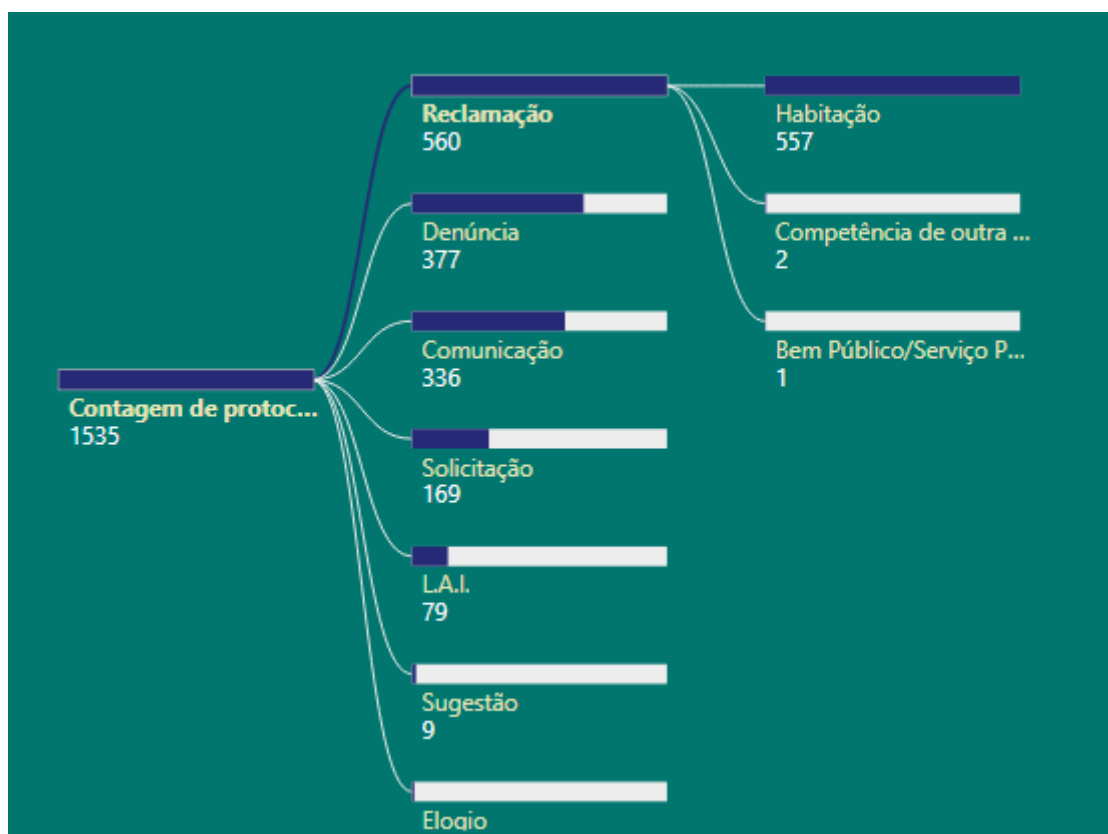 Contagem de protoc...
1535
Reclamação
560
Denúncia
377
Comunicação
336
Solicitação
169
L.A.I.
79
Sugestão
9
Elogio
Habitação
557
Competência de outra ...
2
Bem Público/Serviço P...
1